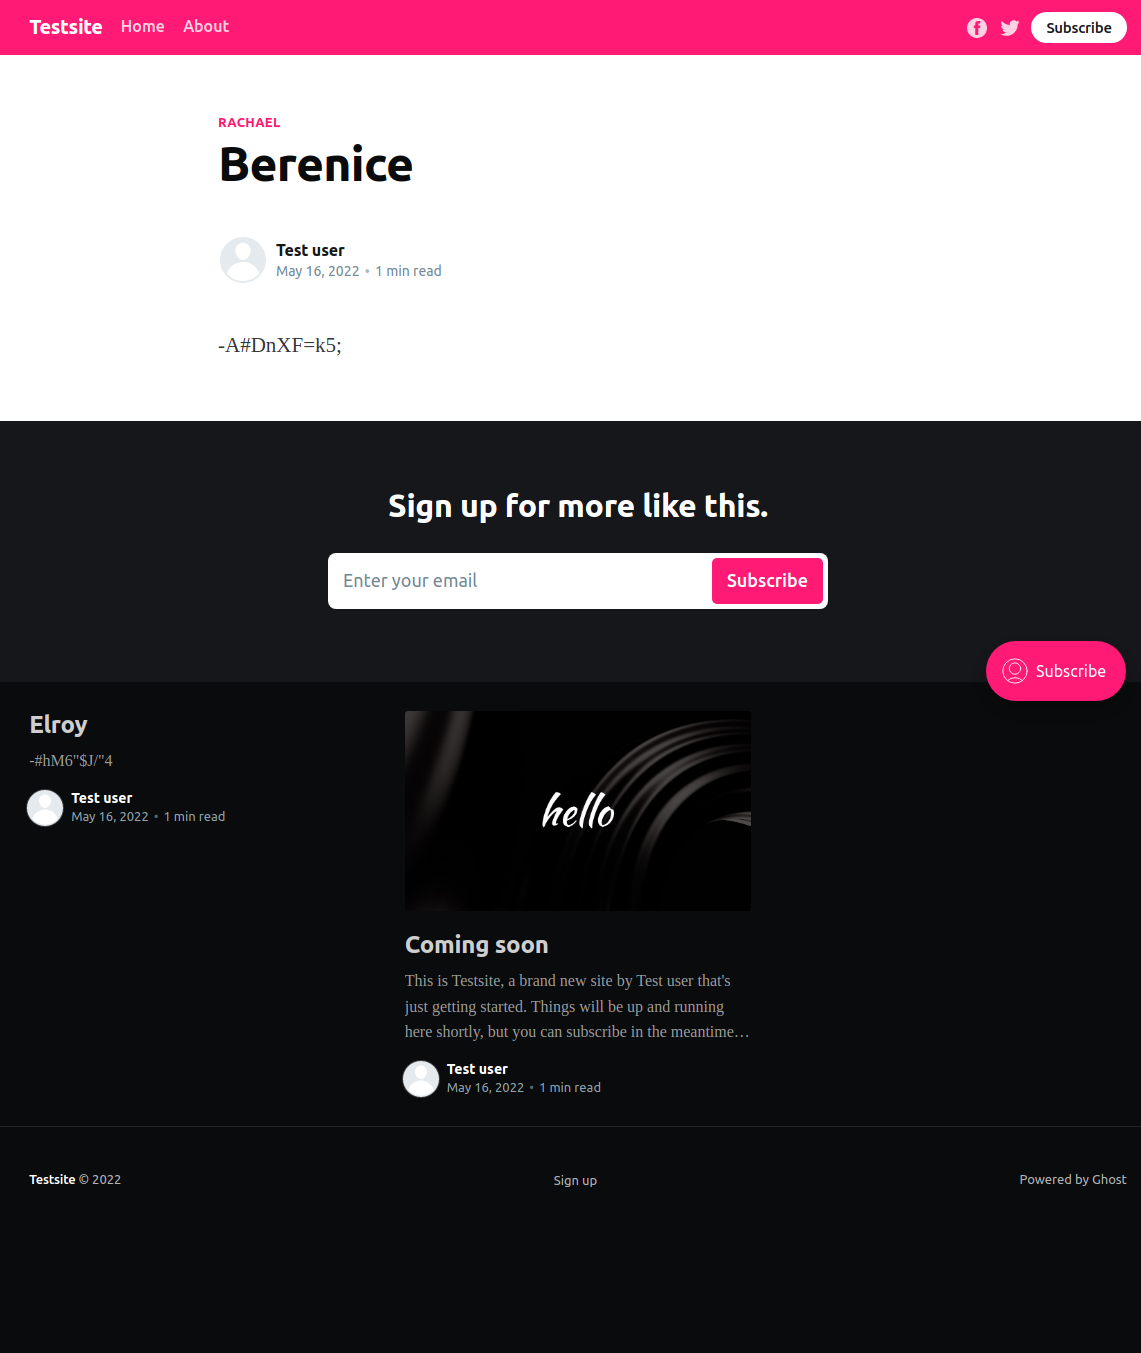 Testsite Home About Subscribe
RACHAEL
Berenice
Test user
May 16, 2022 • 1 min read
-A#DnXF=k5;
Sign up for more like this.
Enter your email Subscribe
Subscribe
Elroy
-#hM6"$J/"4
Test user
May 16, 2022 • 1 min read
hello
Coming soon
This is Testsite, a brand new site by Test user that's
just getting started. Things will be up and running
here shortly, but you can subscribe in the meantime…
Test user
May 16, 2022 • 1 min read
Testsite © 2022 Sign up Powered by Ghost